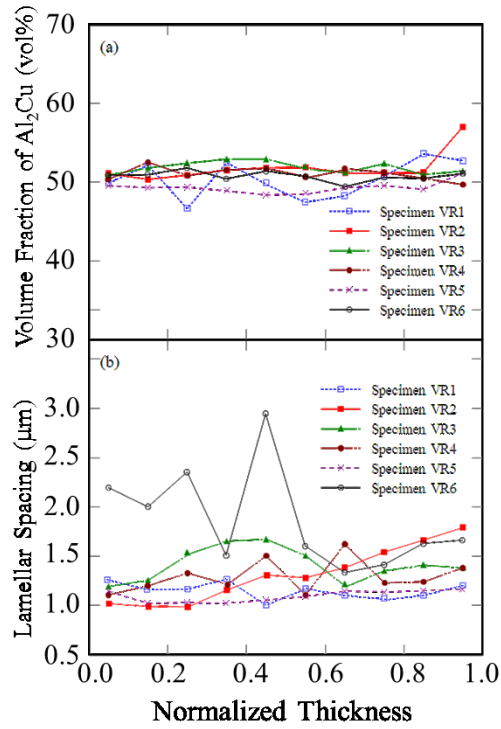 70
(a)
60
50
40
30
Volume Fraction of Al₂Cu (vol%)
Specimen VR1
Specimen VR2
Specimen VR3
Specimen VR4
Specimen VR5
Specimen VR6
(b)
3.0
2.5
2.0
1.5
1.0
0.5
Lamellar Spacing (μm)
Specimen VR1
Specimen VR2
Specimen VR3
Specimen VR4
Specimen VR5
Specimen VR6
0.0 0.2 0.4 0.6 0.8 1.0
Normalized Thickness